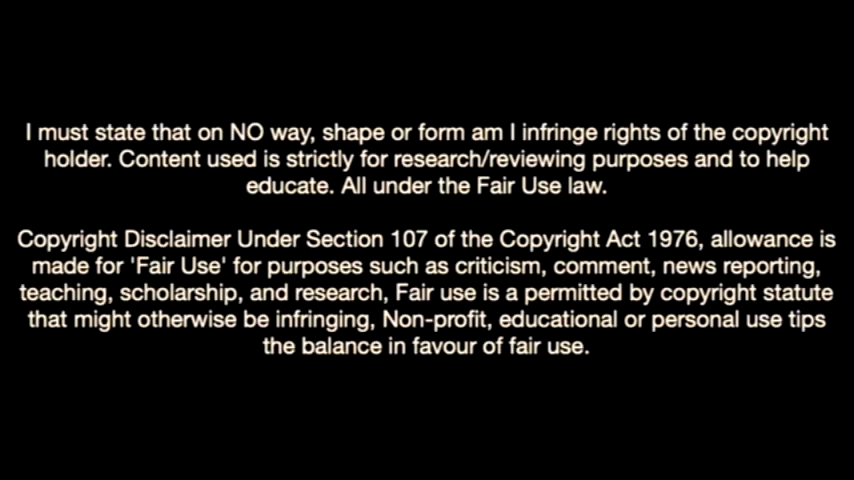 I must state that on NO way, shape or form am I infringe rights of the copyright
holder. Content used is strictly for research/reviewing purposes and to help
educate. All under the Fair Use law.
Copyright Disclaimer Under Section 107 of the Copyright Act 1976, allowance is
made for 'Fair Use' for purposes such as criticism, comment, news reporting,
teaching, scholarship, and research, Fair use is a permitted by copyright statute
that might otherwise be infringing, Non-profit, educational or personal use tips
the balance in favour of fair use.